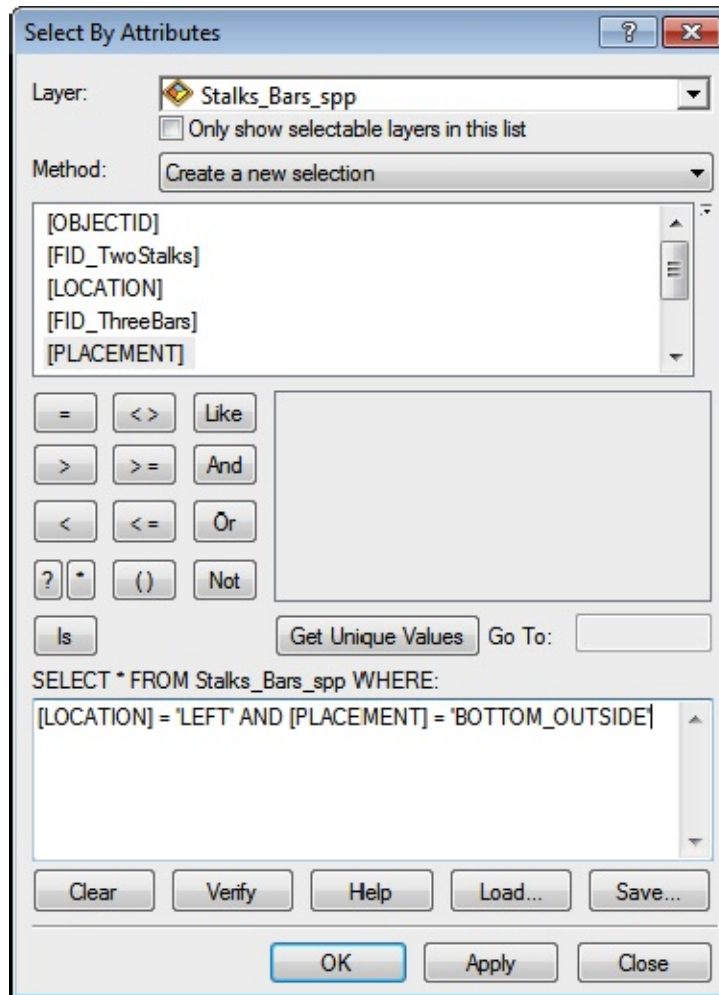 Select By Attributes
Layer: Stalks_Bars_spp
Only show selectable layers in this list
Method: Create a new selection
[OBJECTID]
[FID_TwoStalks]
[LOCATION]
[FID_ThreeBars]
[PLACEMENT]
= < > Like
> > = And
< < = Or
? * ( ) Not
Is Get Unique Values Go To:
SELECT * FROM Stalks_Bars_spp WHERE:
[LOCATION] = "LEFT" AND [PLACEMENT] = "BOTTOM_OUTSIDE"
Clear Verify Help Load... Save...
OK Apply Close